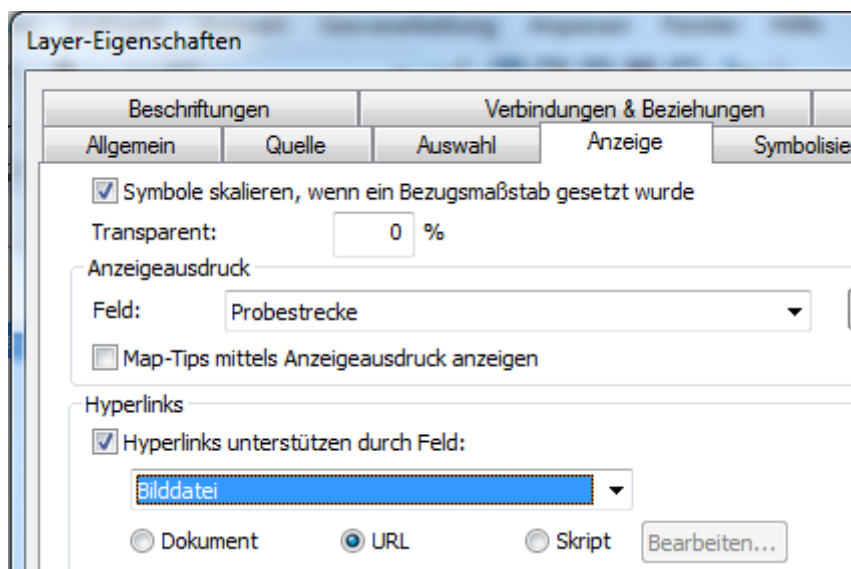 Layer-Eigenschaften
Beschriftungen Verbindungen & Beziehungen
Allgemein Quelle Auswahl Anzeige Symbolisie
Symbole skalieren, wenn ein Bezugsmaßstab gesetzt wurde
Transparent: 0 %
Anzeigeausdruck
Feld: Probestrecke
Map-Tips mittels Anzeigeausdruck anzeigen
Hyperlinks
Hyperlinks unterstützen durch Feld:
Bilddatei
Dokument URL Skript Bearbeiten...